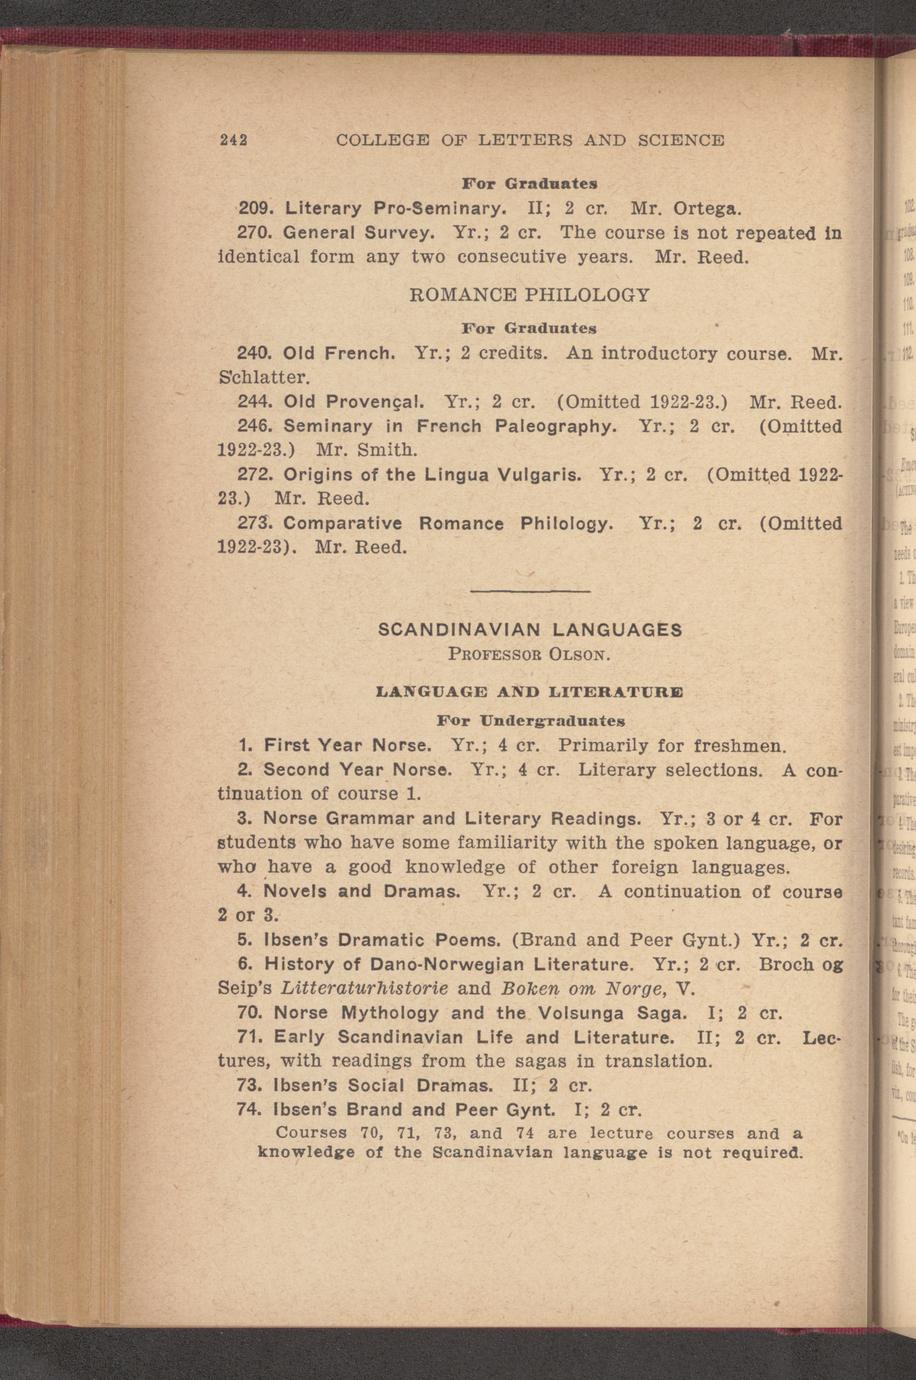 242 COLLEGE OF LETTERS AND SCIENCE
For Graduates
209. Literary Pro-Seminary. II; 2 cr. Mr. Ortega.
270. General Survey. Yr.; 2 cr. The course is not repeated in
identical form any two consecutive years. Mr. Reed.
ROMANCE PHILOLOGY
For Graduates
240. Old French. Yr.; 2 credits. An introductory course. Mr.
Schlatter.
244. Old Provençal. Yr.; 2 cr. (Omitted 1922-23.) Mr. Reed.
246. Seminary in French Paleography. Yr.; 2 cr. (Omitted
1922-23.) Mr. Smith.
272. Origins of the Lingua Vulgaris. Yr.; 2 cr. (Omitted 1922-
23.) Mr. Reed.
273. Comparative Romance Philology. Yr.; 2 cr. (Omitted
1922-23). Mr. Reed.
SCANDINAVIAN LANGUAGES
PROFESSOR OLSON.
LANGUAGE AND LITERATURE
For Undergraduates
1. First Year Norse. Yr.; 4 cr. Primarily for freshmen.
2. Second Year Norse. Yr.; 4 cr. Literary selections. A con-
tinuation of course 1.
3. Norse Grammar and Literary Readings. Yr.; 3 or 4 cr. For
students who have some familiarity with the spoken language, or
who have a good knowledge of other foreign languages.
4. Novels and Dramas. Yr.; 2 cr. A continuation of course
2 or 3.
5. Ibsen's Dramatic Poems. (Brand and Peer Gynt.) Yr.; 2 cr.
6. History of Dano-Norwegian Literature. Yr.; 2 cr. Broch og
Seip's Litteraturhistorie and Boken om Norge, V.
70. Norse Mythology and the Volsunga Saga. I; 2 cr.
71. Early Scandinavian Life and Literature. II; 2 cr. Lec-
tures, with readings from the sagas in translation.
73. Ibsen's Social Dramas. II; 2 cr.
74. Ibsen's Brand and Peer Gynt. I; 2 cr.
Courses 70, 71, 73, and 74 are lecture courses and a
knowledge of the Scandinavian language is not required.